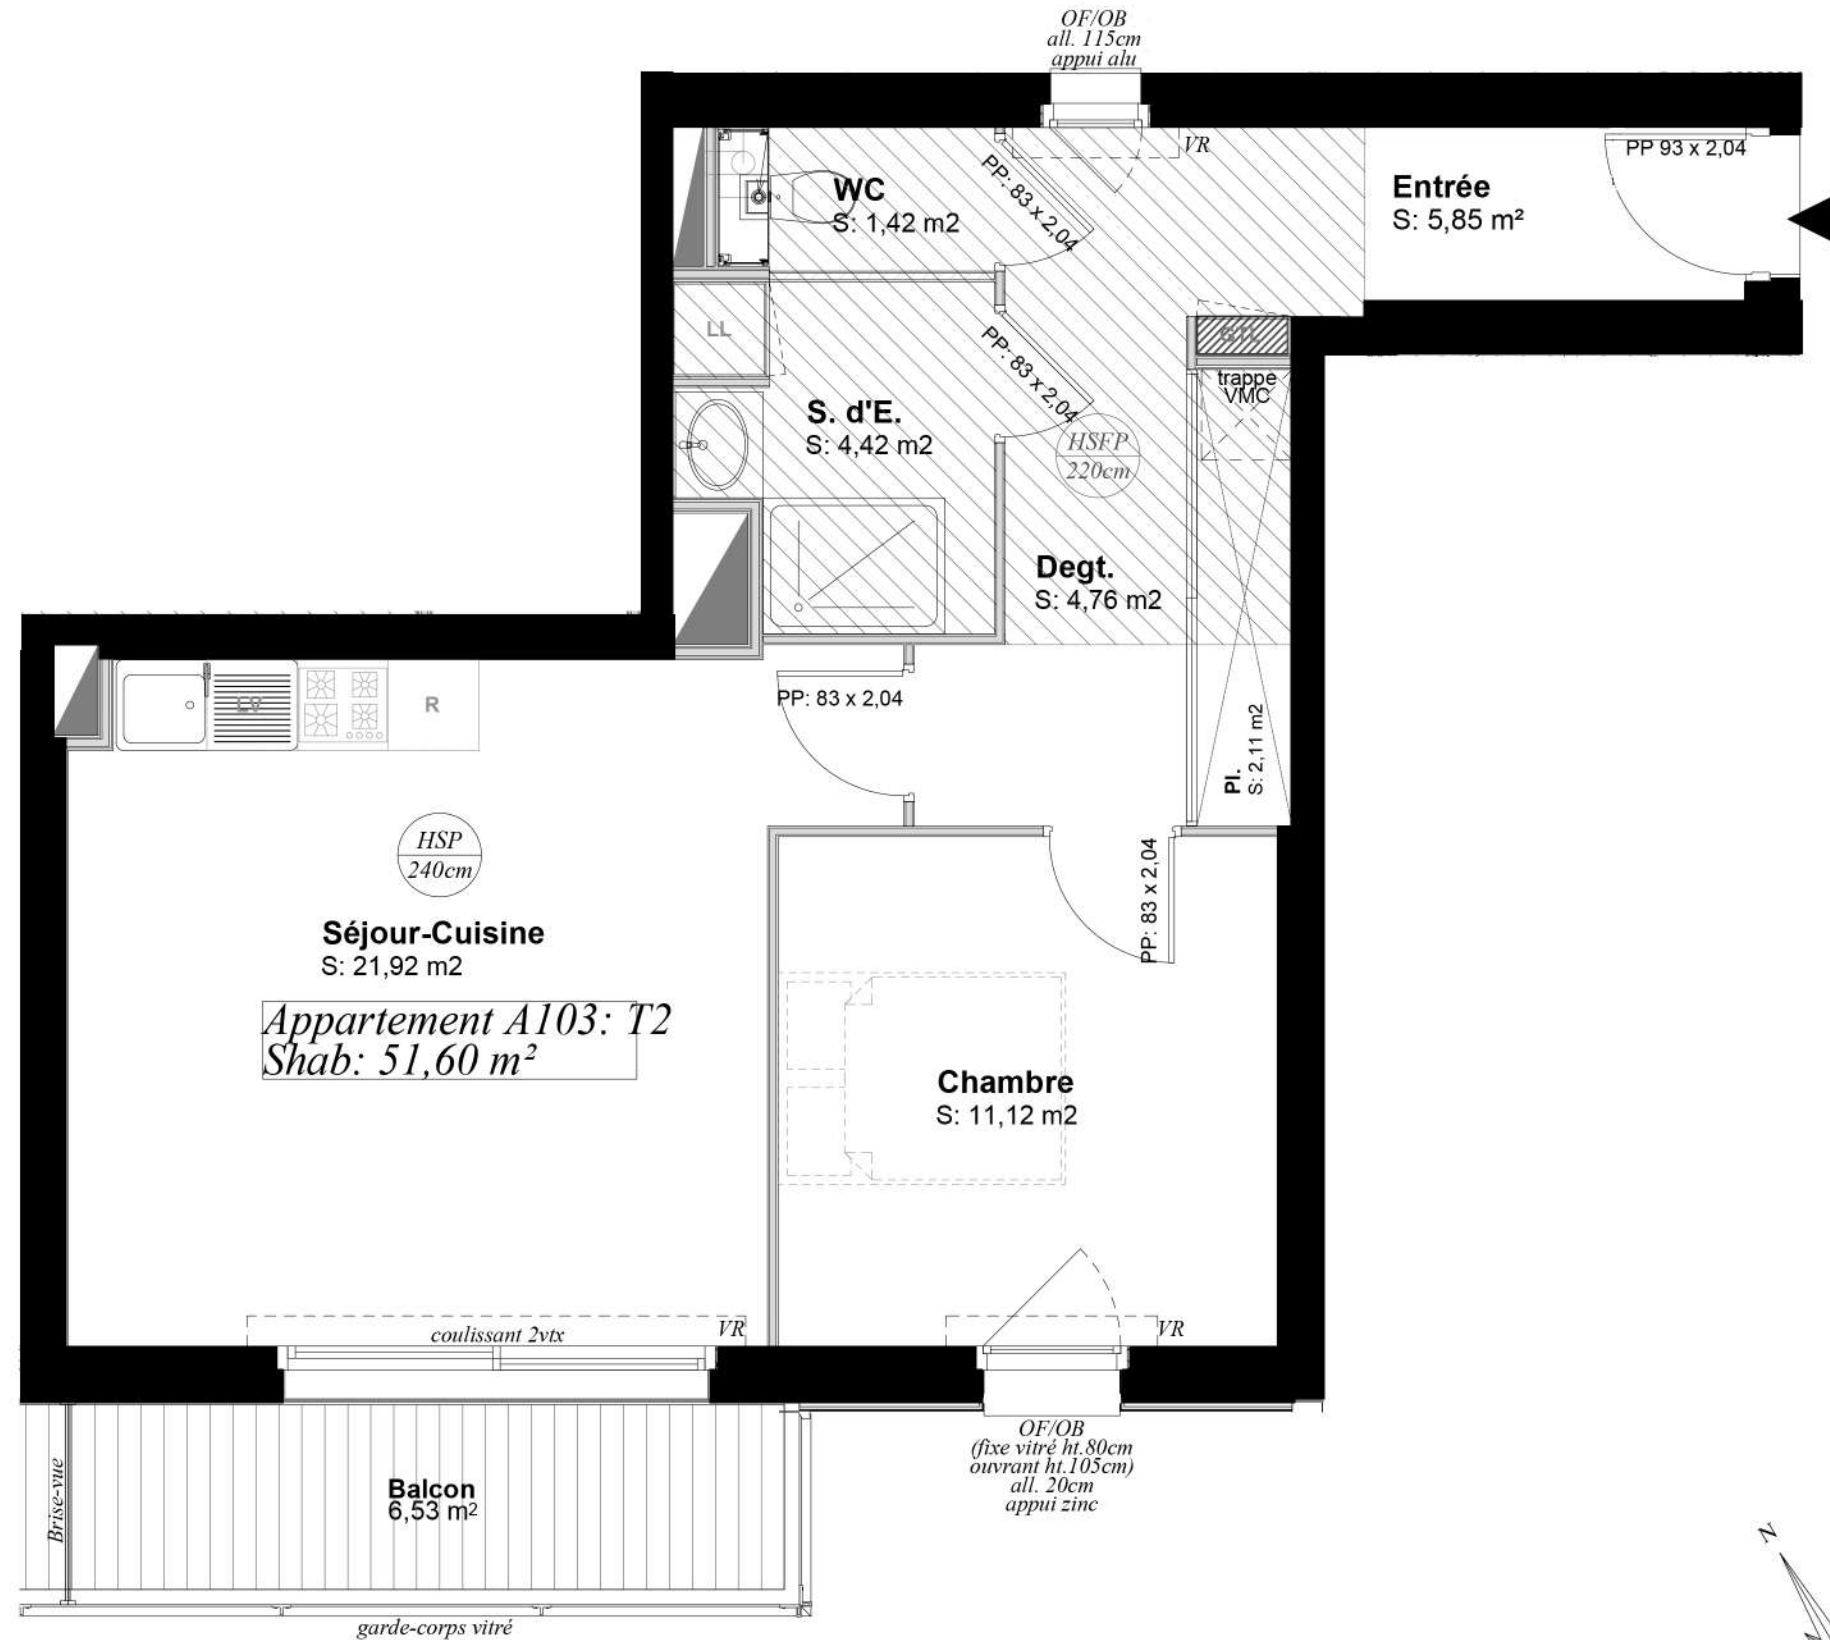 OF/OB
all. 115cm
appui alu
VR
PP 93 x 2,04
WC
S: 1,42 m2
PP: 83 x 2,04
Entrée
S: 5,85 m²
LL
PP: 83 x 2,04
GTL
trappe
VMC
S. d'E.
S: 4,42 m2
HSFP
220cm
Degt.
S: 4,76 m2
LV
R
PP: 83 x 2,04
Pl.
S: 2,11 m2
HSP
240cm
PP: 83 x 2,04
Séjour-Cuisine
S: 21,92 m2
Appartement A103: T2
Shab: 51,60 m²
Chambre
S: 11,12 m2
coulissant 2vtx
VR
VR
OF/OB
(fixe vitré ht.80cm
ouvrant ht.105cm)
all. 20cm
appui zinc
Brise-vue
Balcon
6,53 m2
N
garde-corps vitré